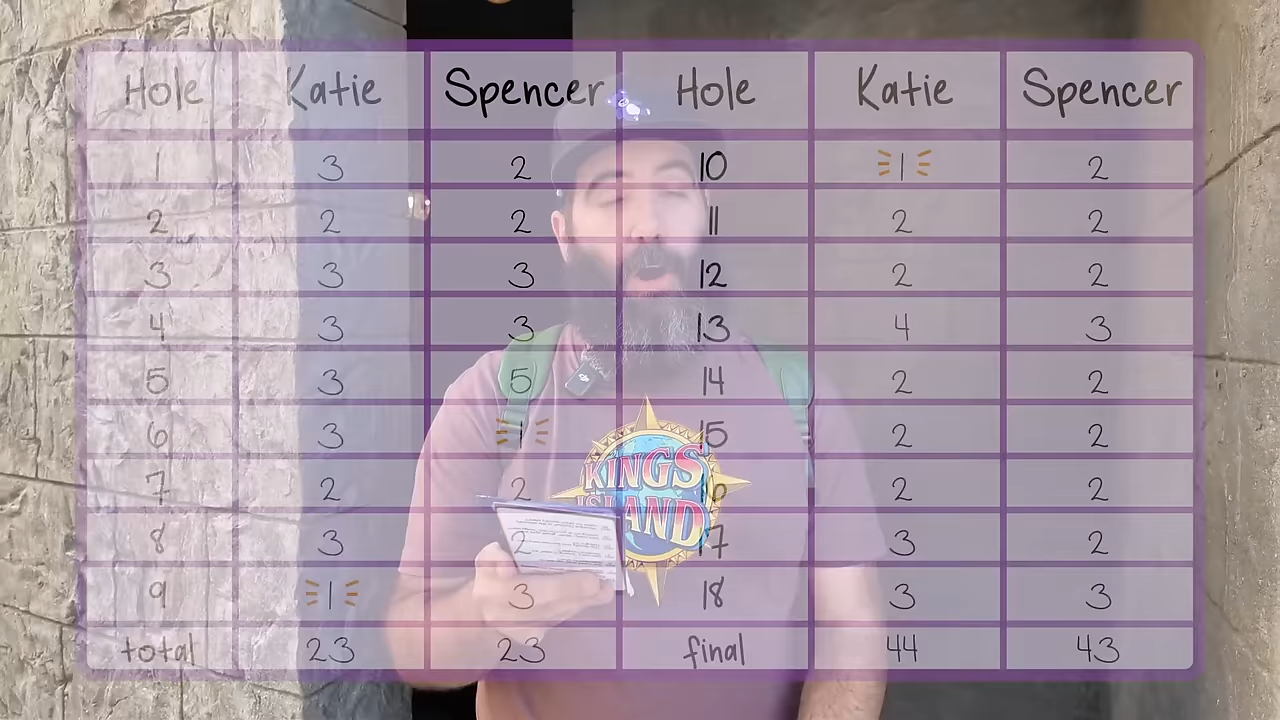 Hole Katie Spencer Hole Katie Spencer
1 3 2 10 1 2
2 2 2 11 2 2
3 3 3 12 2 2
4 3 3 13 4 3
5 3 5 14 2 2
6 3 1 15 2 2
7 2 2 16 2 2
8 3 2 17 3 2
9 1 3 18 3 3
total 23 23 final 44 43
KINGS
ISLAND